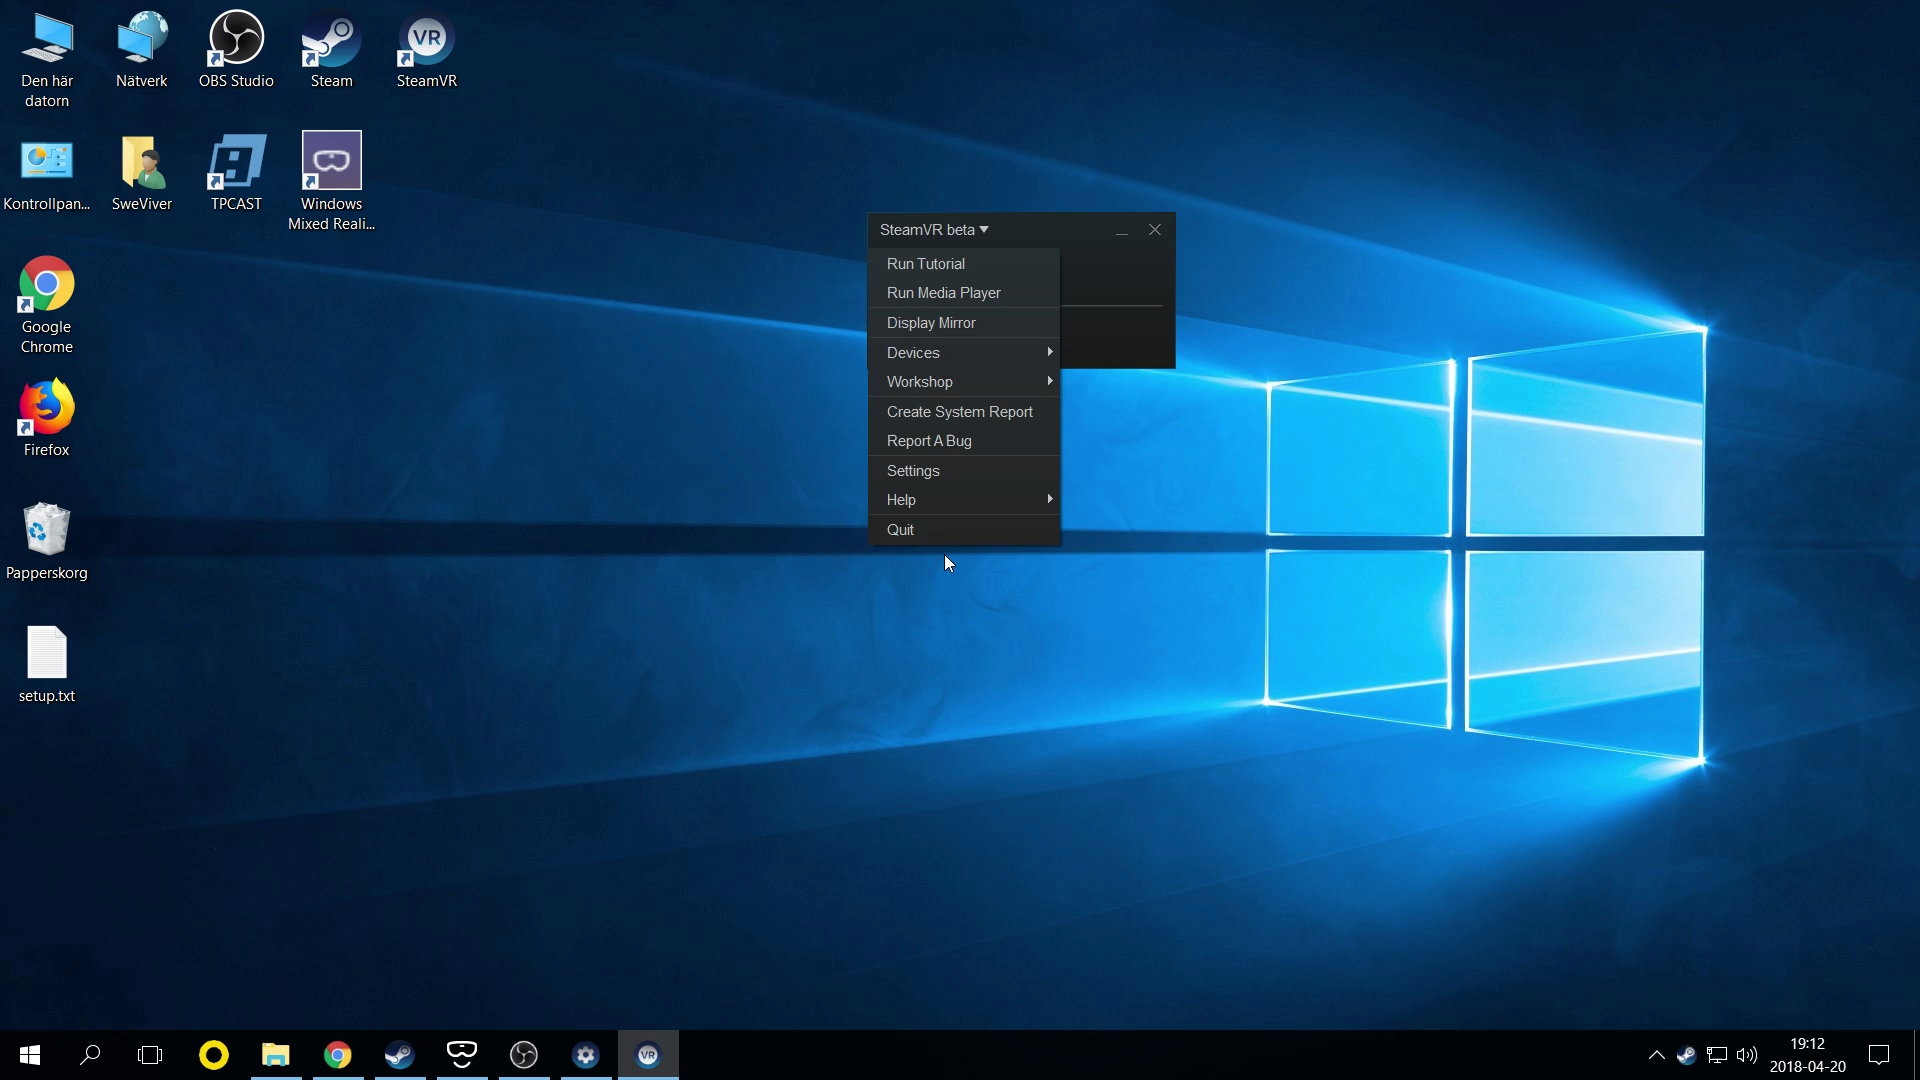 Den här
datorn
Nätverk
OBS Studio
Steam
VR
SteamVR
Kontrollpan...
SweViver
TPCAST
Windows
Mixed Reali...
Google
Chrome
Firefox
Papperskorg
setup.txt
SteamVR beta
Run Tutorial
Run Media Player
Display Mirror
Devices
Workshop
Create System Report
Report A Bug
Settings
Help
Quit
VR
19:12
2018-04-20